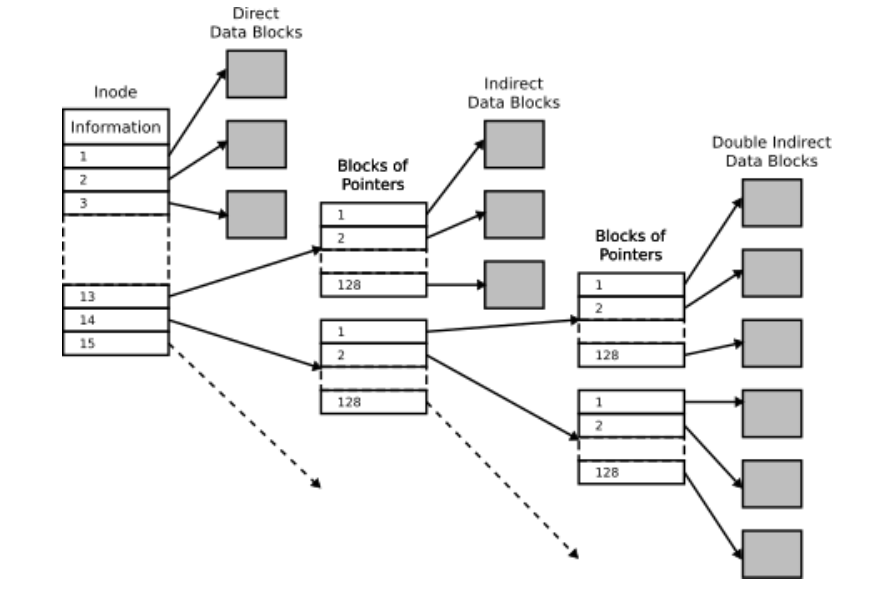 Direct
Data Blocks
Inode
Information
1
2
3
13
14
15
Blocks of
Pointers
1
2
128
1
2
128
Indirect
Data Blocks
Blocks of
Pointers
1
2
128
1
2
128
Double Indirect
Data Blocks